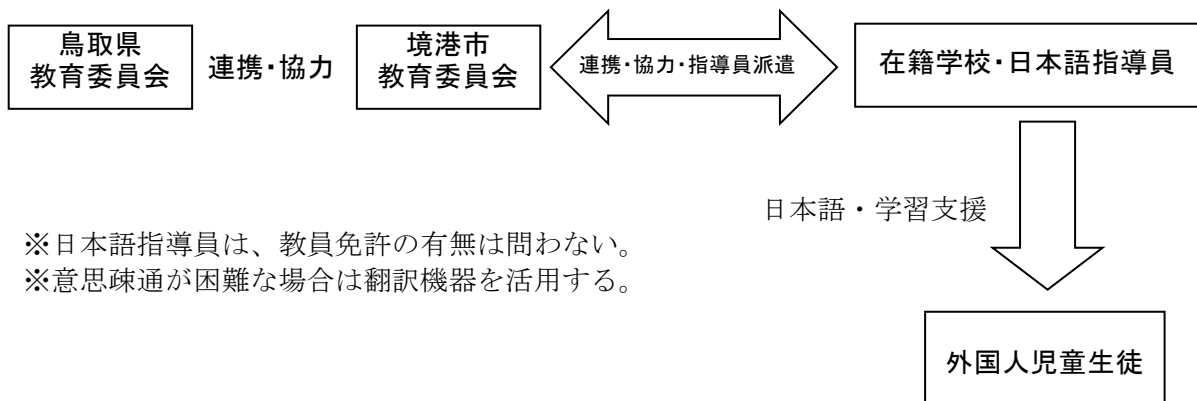 鳥取県
教育委員会
連携・協力
境港市
教育委員会
連携・協力・指導員派遣
在籍学校・日本語指導員
日本語・学習支援
※日本語指導員は、教員免許の有無は問わない。
※意思疎通が困難な場合は翻訳機器を活用する。
外国人児童生徒